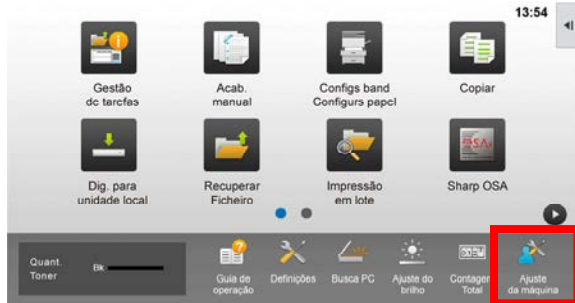 13:54
Gestão
de tarefas
Acab.
manual
Configs band
Configurs papel
Copiar
Dig. para
unidade local
Recuperar
Ficheiro
Impressão
em lote
OSA
Sharp OSA
Quant.
Toner
Bk
Guia de
operação
Definições
Busca PC
Ajuste do
brilho
Contagem
Total
Ajuste
da máquina